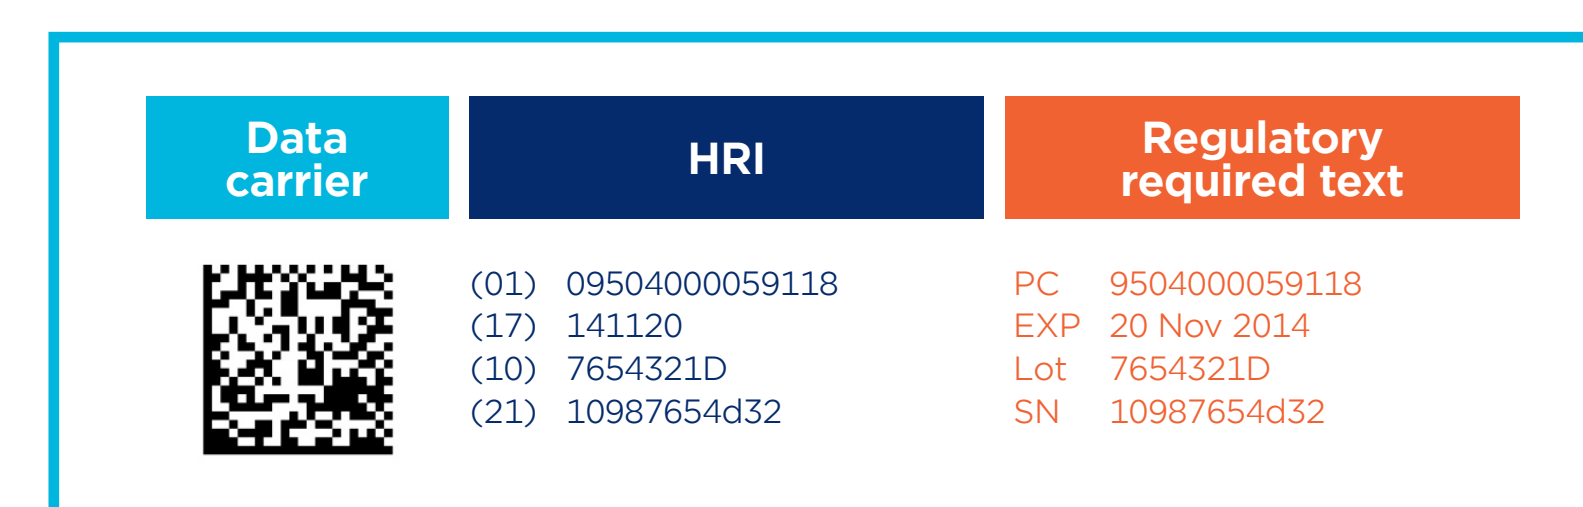 Data
carrier
HRI
Regulatory
required text
(01) 09504000059118
(17) 141120
(10) 7654321D
(21) 10987654d32
PC 9504000059118
EXP 20 Nov 2014
Lot 7654321D
SN 10987654d32